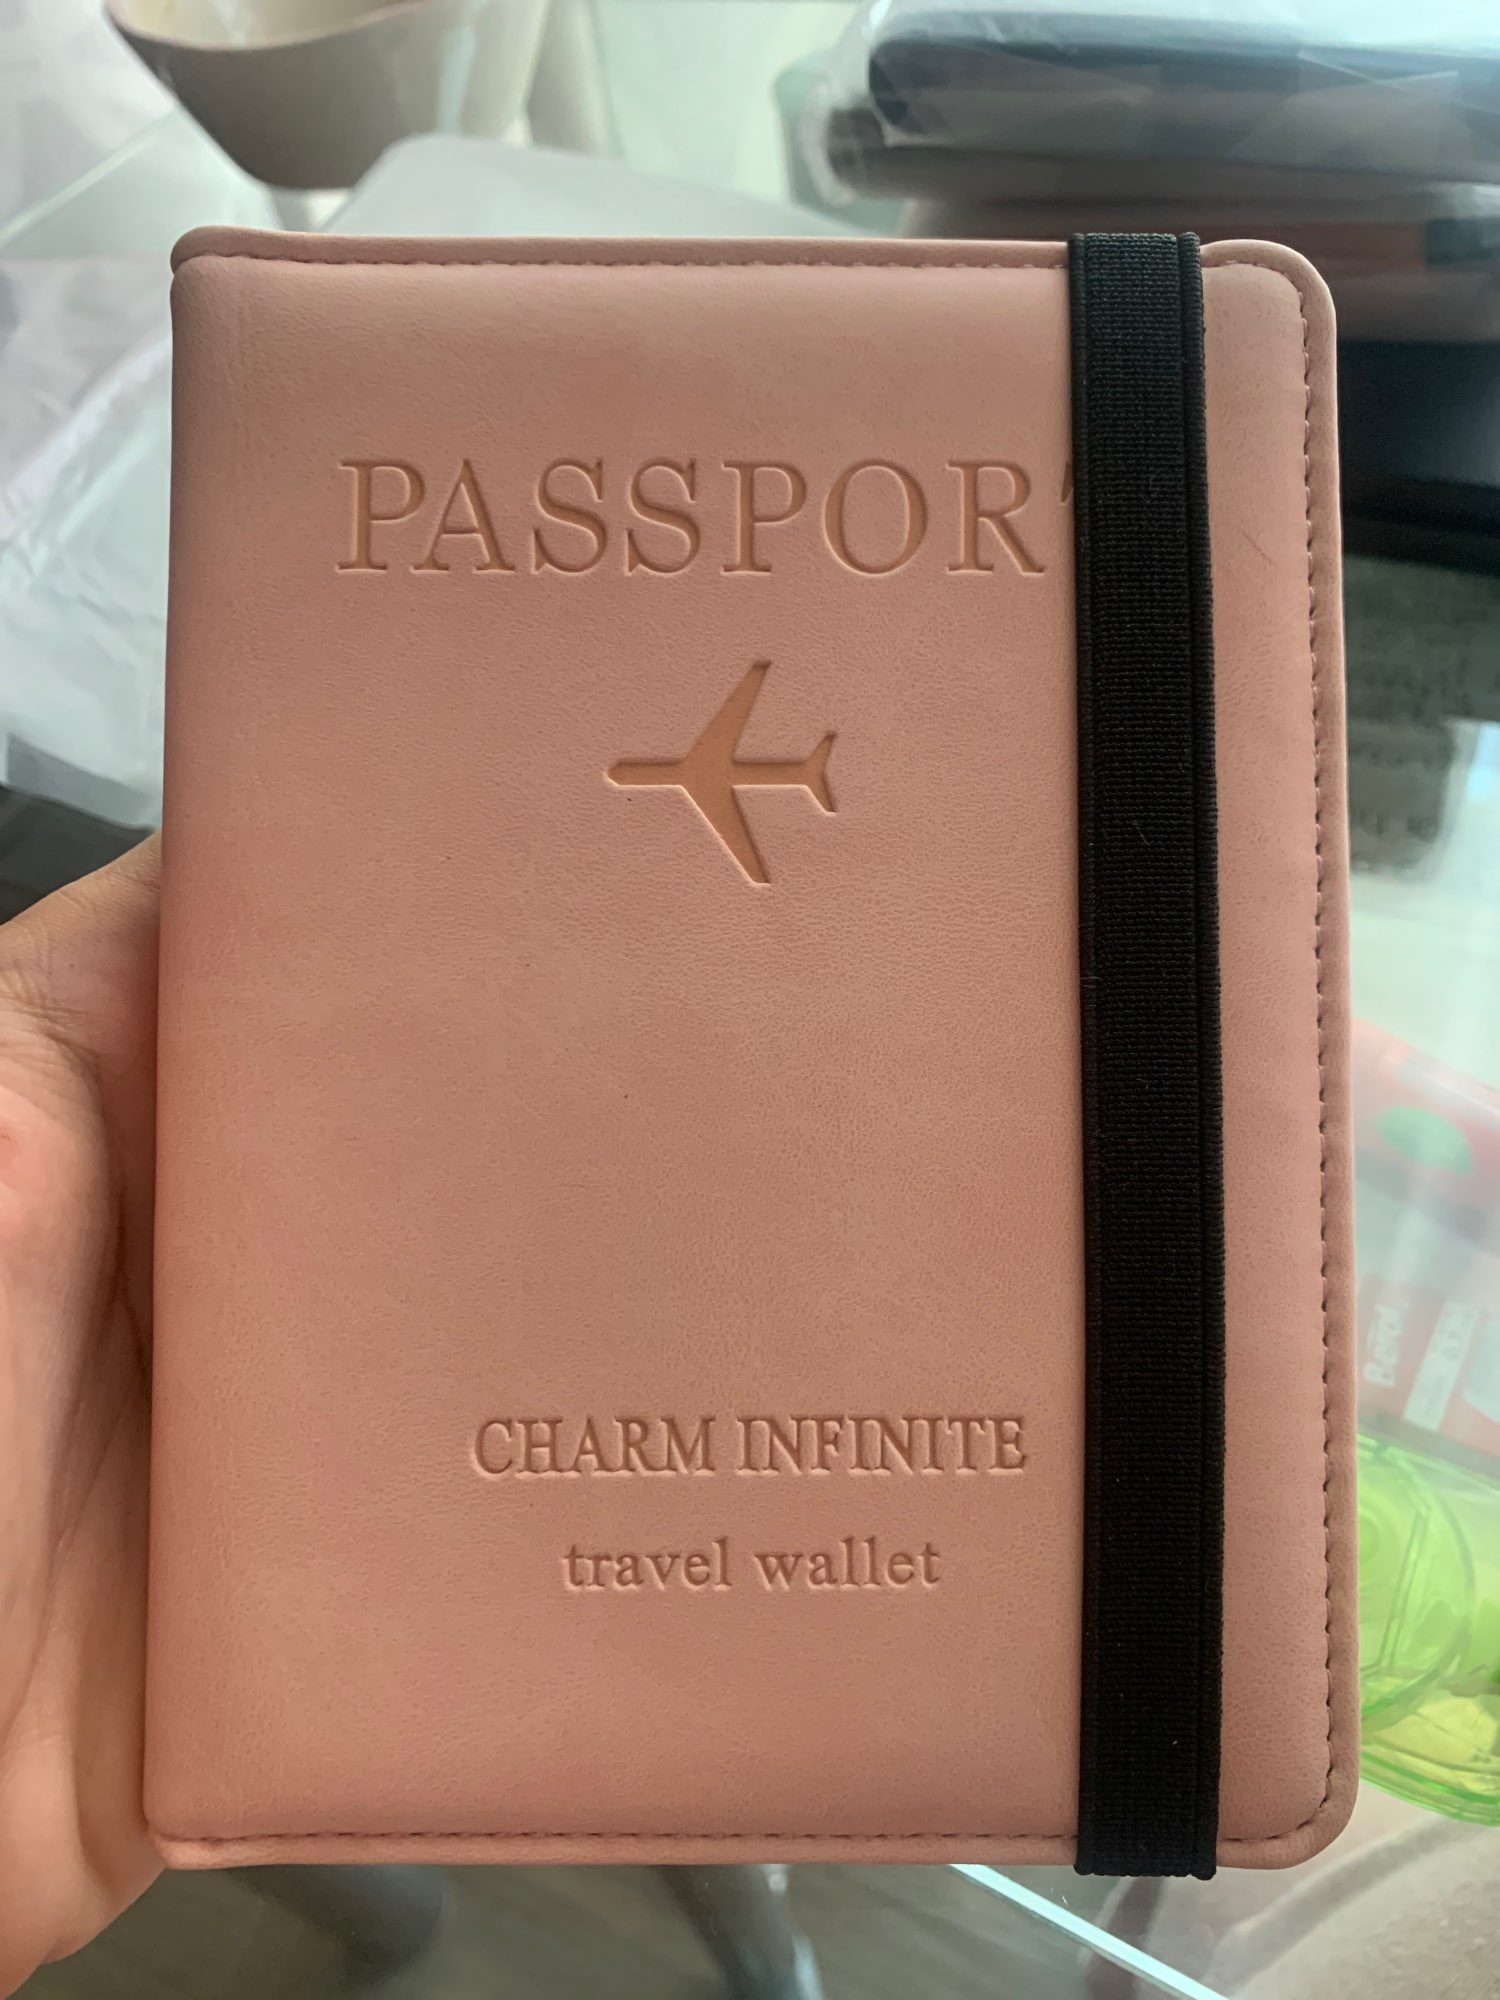 PASSPORT
CHARM INFINITE
travel wallet